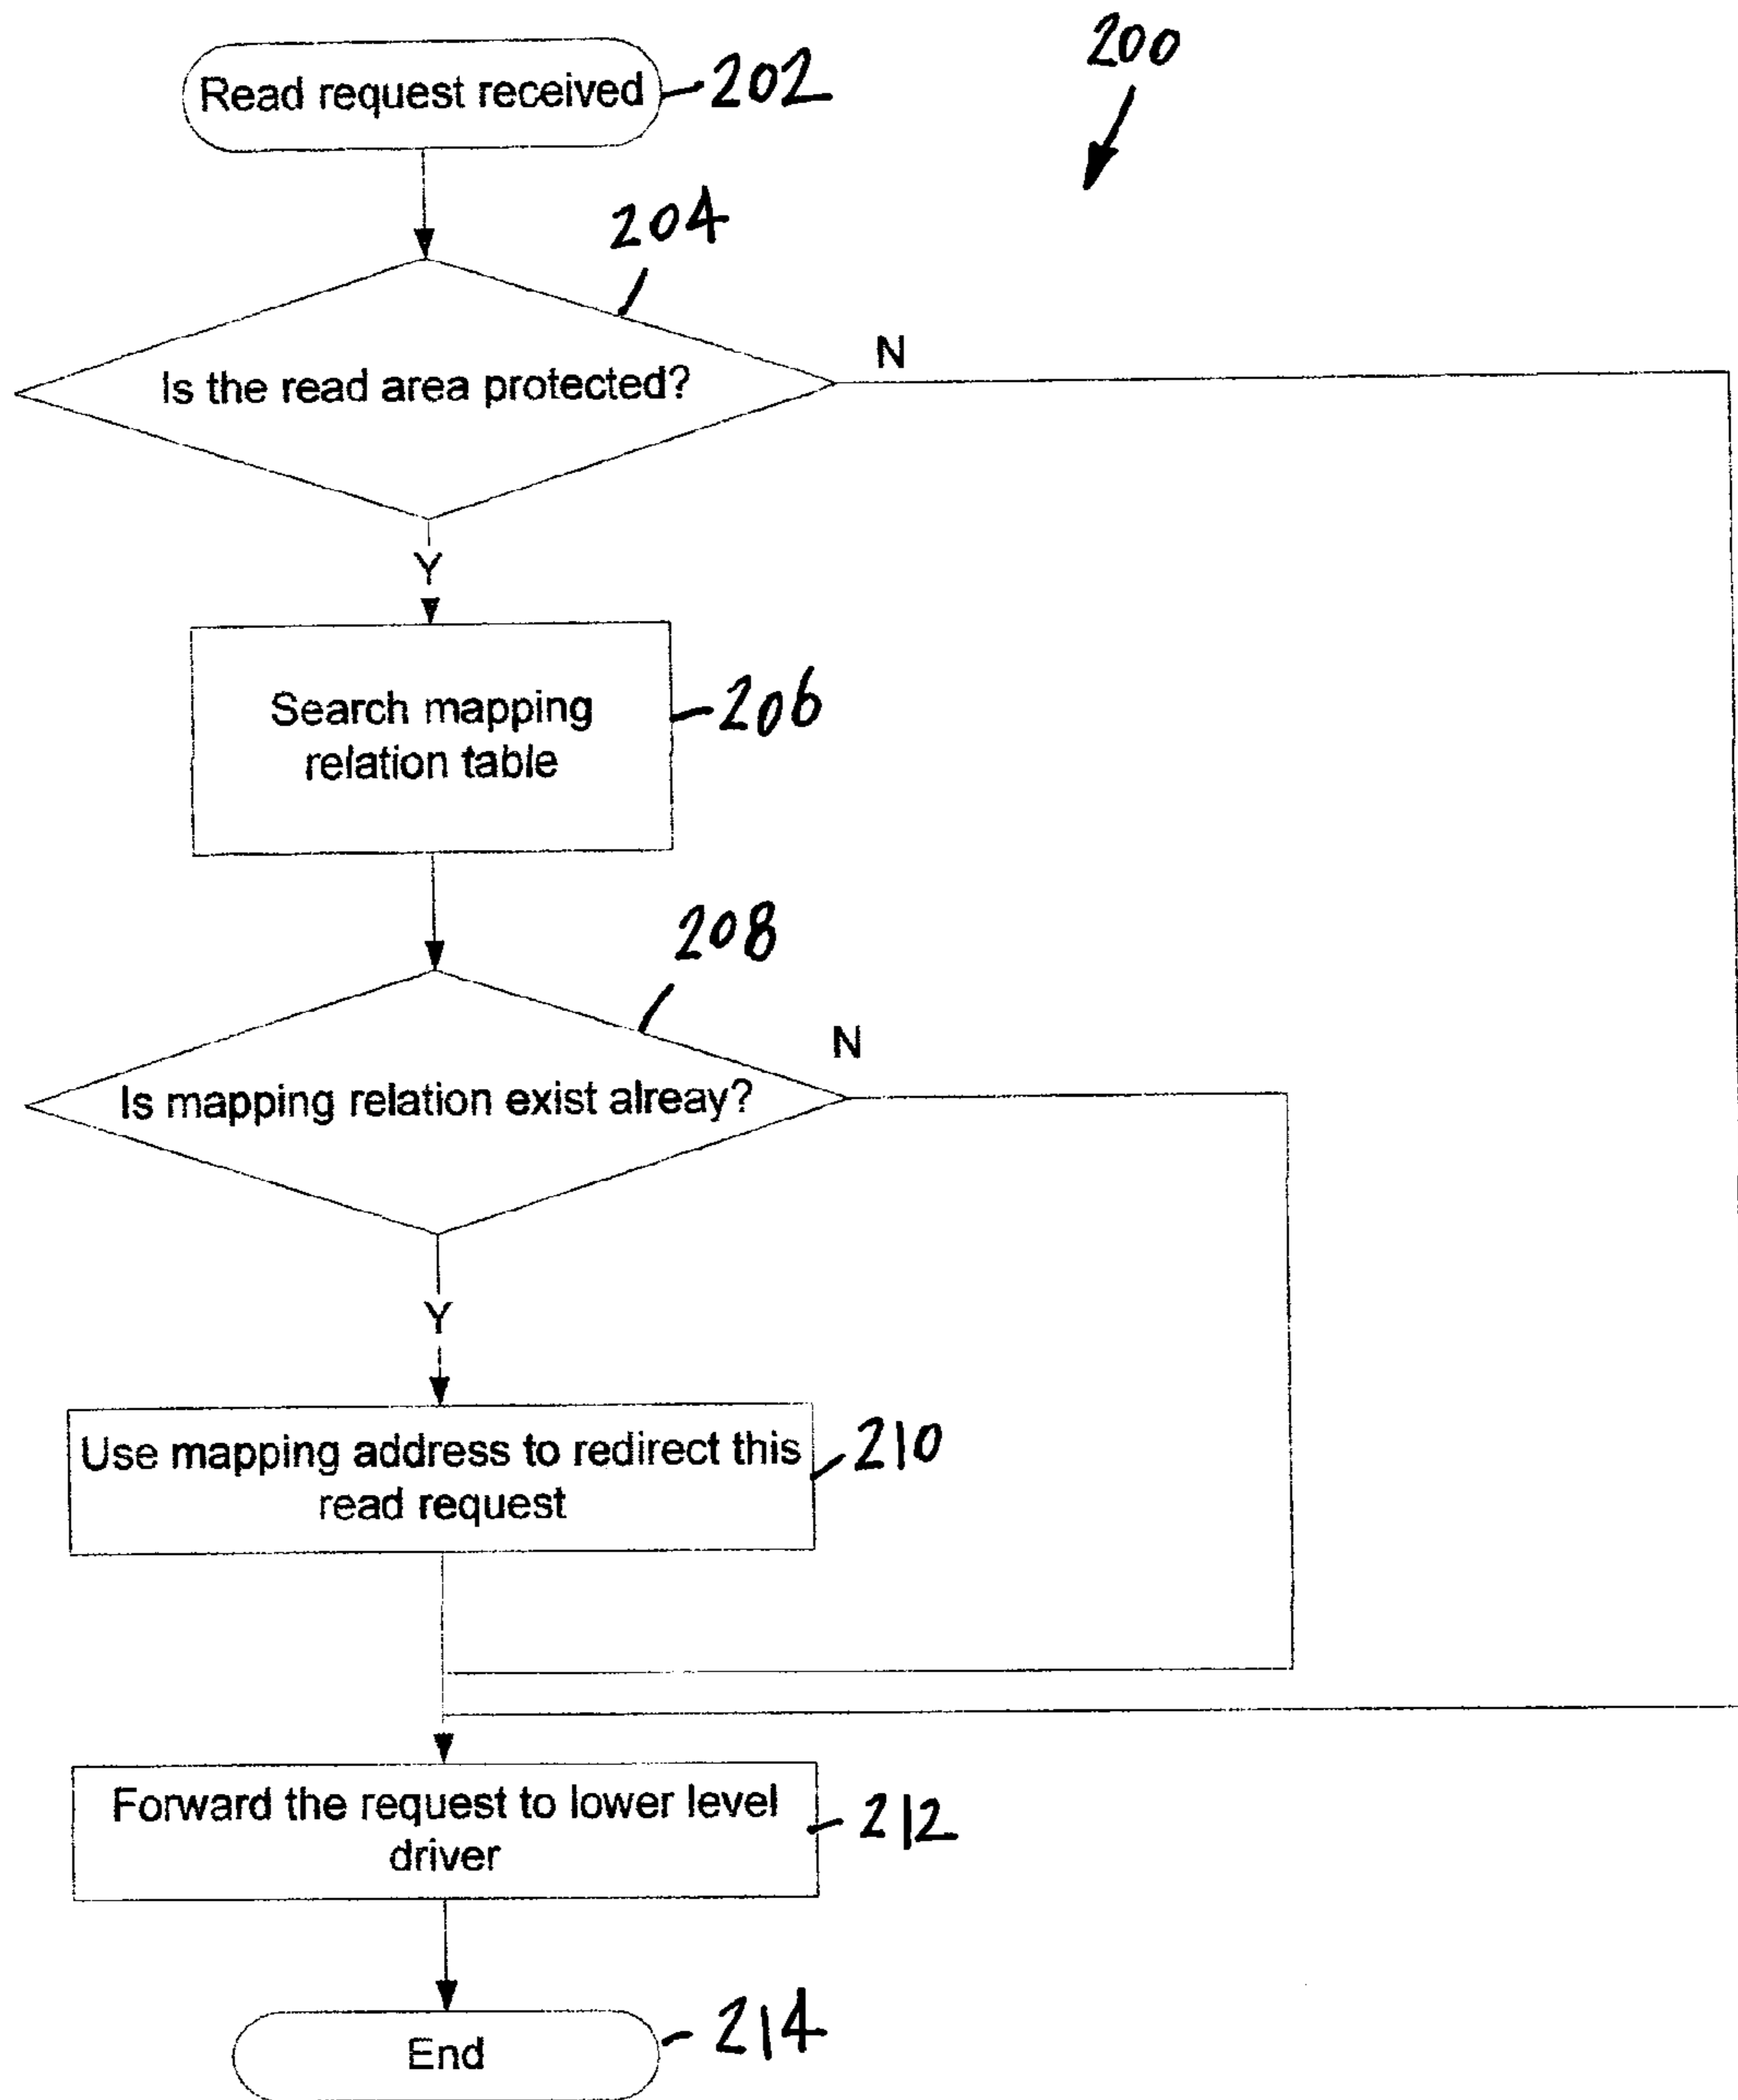 200
Read request received
202
204
Is the read area protected?
N
Y
Search mapping
relation table
206
208
Is mapping relation exist alreay?
N
Y
Use mapping address to redirect this
read request
210
Forward the request to lower level
driver
212
End
214